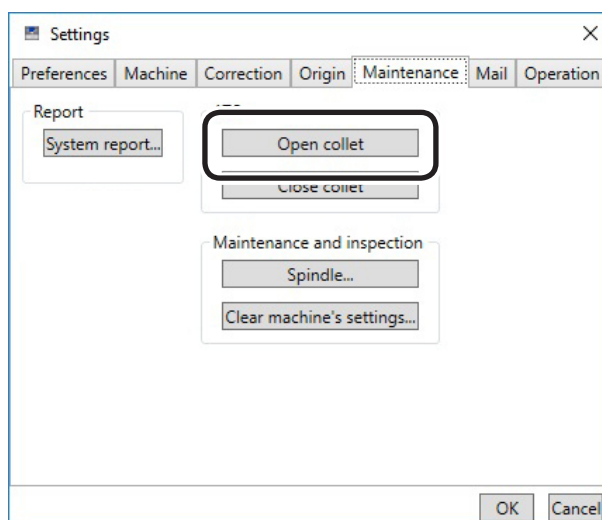 Settings
Preferences Machine Correction Origin Maintenance Mail Operation
Report
System report...
Open collet
Close collet
Maintenance and inspection
Spindle...
Clear machine's settings...
OK Cancel